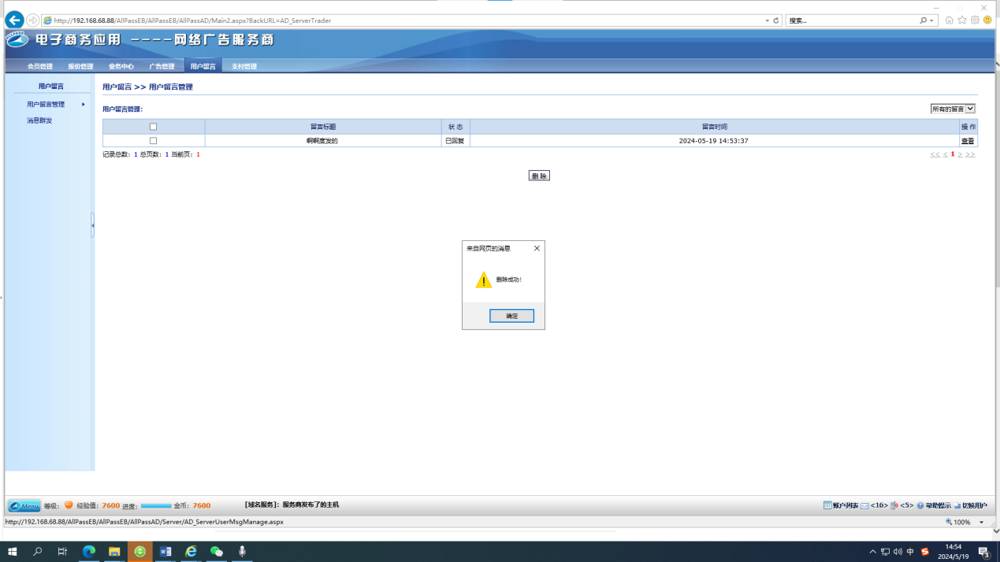 http://192.168.68.88/AllPassEB/AllPassEB/AllPassAD/Main2.aspx?BackURL=AD_ServerTrader
搜索...
电子商务应用 ----网络广告服务商
会员管理 报价管理 业务中心 广告管理 用户留言 支付管理
用户留言
用户留言管理
消息群发
用户留言 >> 用户留言管理
用户留言管理:
所有的留言
留言标题 状 态 留言时间 操 作
啊啊度发的 已回复 2024-05-19 14:53:37 查看
记录总数: 1 总页数: 1 当前页: 1
<< < 1 > >>
删 除
来自网页的消息
删除成功!
确定
Menu 等级: 经验值: 7600 进度: 金币: 7600 [域名服务]: 服务商发布了的主机 账户列表 <16> <5> 帮助提示 切换用户
http://192.168.68.88/AllPassEB/AllPassEB/AllPassAD/Server/AD_ServerUserMsgManage.aspx
100%
中
14:54
2024/5/19
3